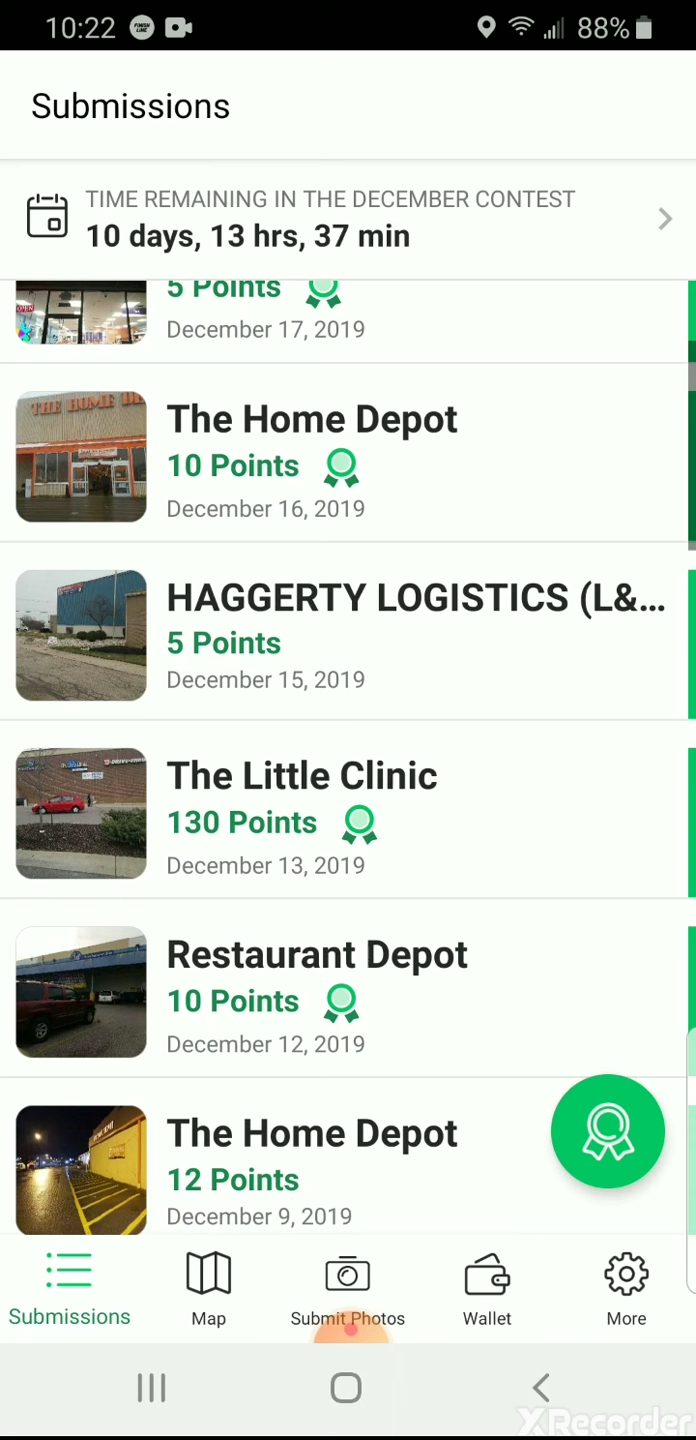 10:22
88%
Submissions
TIME REMAINING IN THE DECEMBER CONTEST
10 days, 13 hrs, 37 min
5 Points
December 17, 2019
The Home Depot
10 Points
December 16, 2019
HAGGERTY LOGISTICS (L&...
5 Points
December 15, 2019
The Little Clinic
130 Points
December 13, 2019
Restaurant Depot
10 Points
December 12, 2019
The Home Depot
12 Points
December 9, 2019
Submissions
Map
Submit Photos
Wallet
More
XRecorder